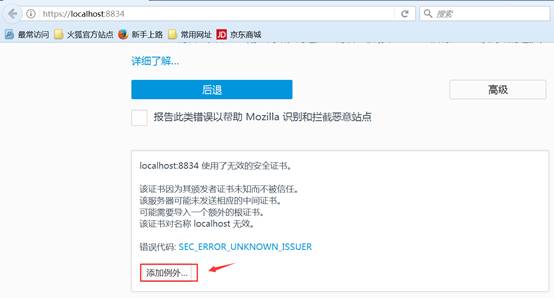 https://localhost:8834
搜索
最常访问 火狐官方站点 新手上路 常用网址 JD 京东商城
详细了解...
后退 高级
报告此类错误以帮助 Mozilla 识别和拦截恶意站点
localhost:8834 使用了无效的安全证书。
该证书因为其颁发者证书未知而不被信任。
该服务器可能未发送相应的中间证书。
可能需要导入一个额外的根证书。
该证书对名称 localhost 无效。
错误代码: SEC_ERROR_UNKNOWN_ISSUER
添加例外...